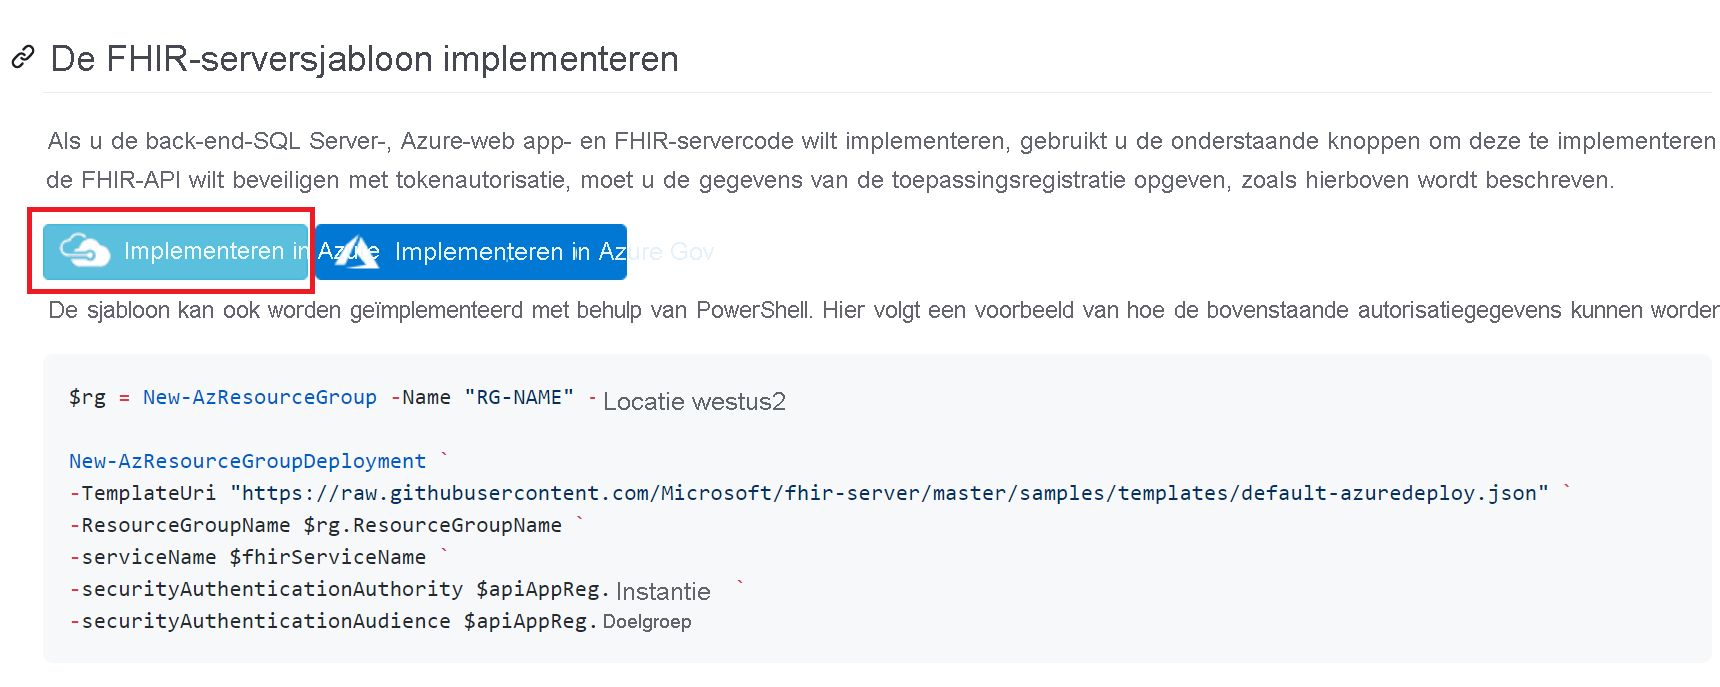 De FHIR-serversjabloon implementeren
Als u de back-end-SQL Server-, Azure-web app- en FHIR-servercode wilt implementeren, gebruikt u de onderstaande knoppen om deze te implementeren
de FHIR-API wilt beveiligen met tokenautorisatie, moet u de gegevens van de toepassingsregistratie opgeven, zoals hierboven wordt beschreven.
Implementeren in Azure Implementeren in Azure Gov
De sjabloon kan ook worden geïmplementeerd met behulp van PowerShell. Hier volgt een voorbeeld van hoe de bovenstaande autorisatiegegevens kunnen worder
$rg = New-AzResourceGroup -Name "RG-NAME" - Locatie westus2
New-AzResourceGroupDeployment `
-TemplateUri "https://raw.githubusercontent.com/Microsoft/fhir-server/master/samples/templates/default-azuredeploy.json" `
-ResourceGroupName $rg.ResourceGroupName `
-serviceName $fhirServiceName `
-securityAuthenticationAuthority $apiAppReg. Instantie `
-securityAuthenticationAudience $apiAppReg. Doelgroep